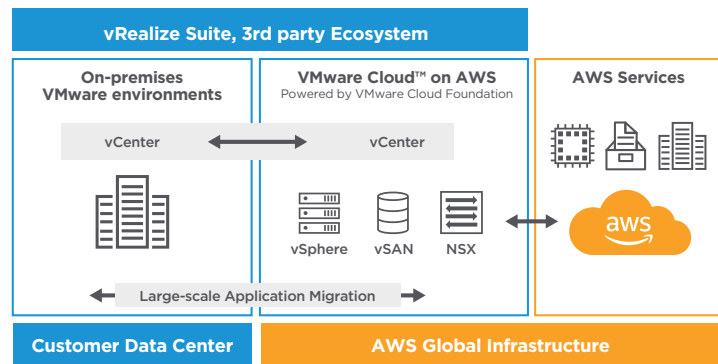 vRealize Suite, 3rd party Ecosystem
On-premises
VMware environments
VMware Cloud™ on AWS
Powered by VMware Cloud Foundation
AWS Services
vCenter
vCenter
aws
vSphere
vSAN
NSX
Large-scale Application Migration
Customer Data Center
AWS Global Infrastructure